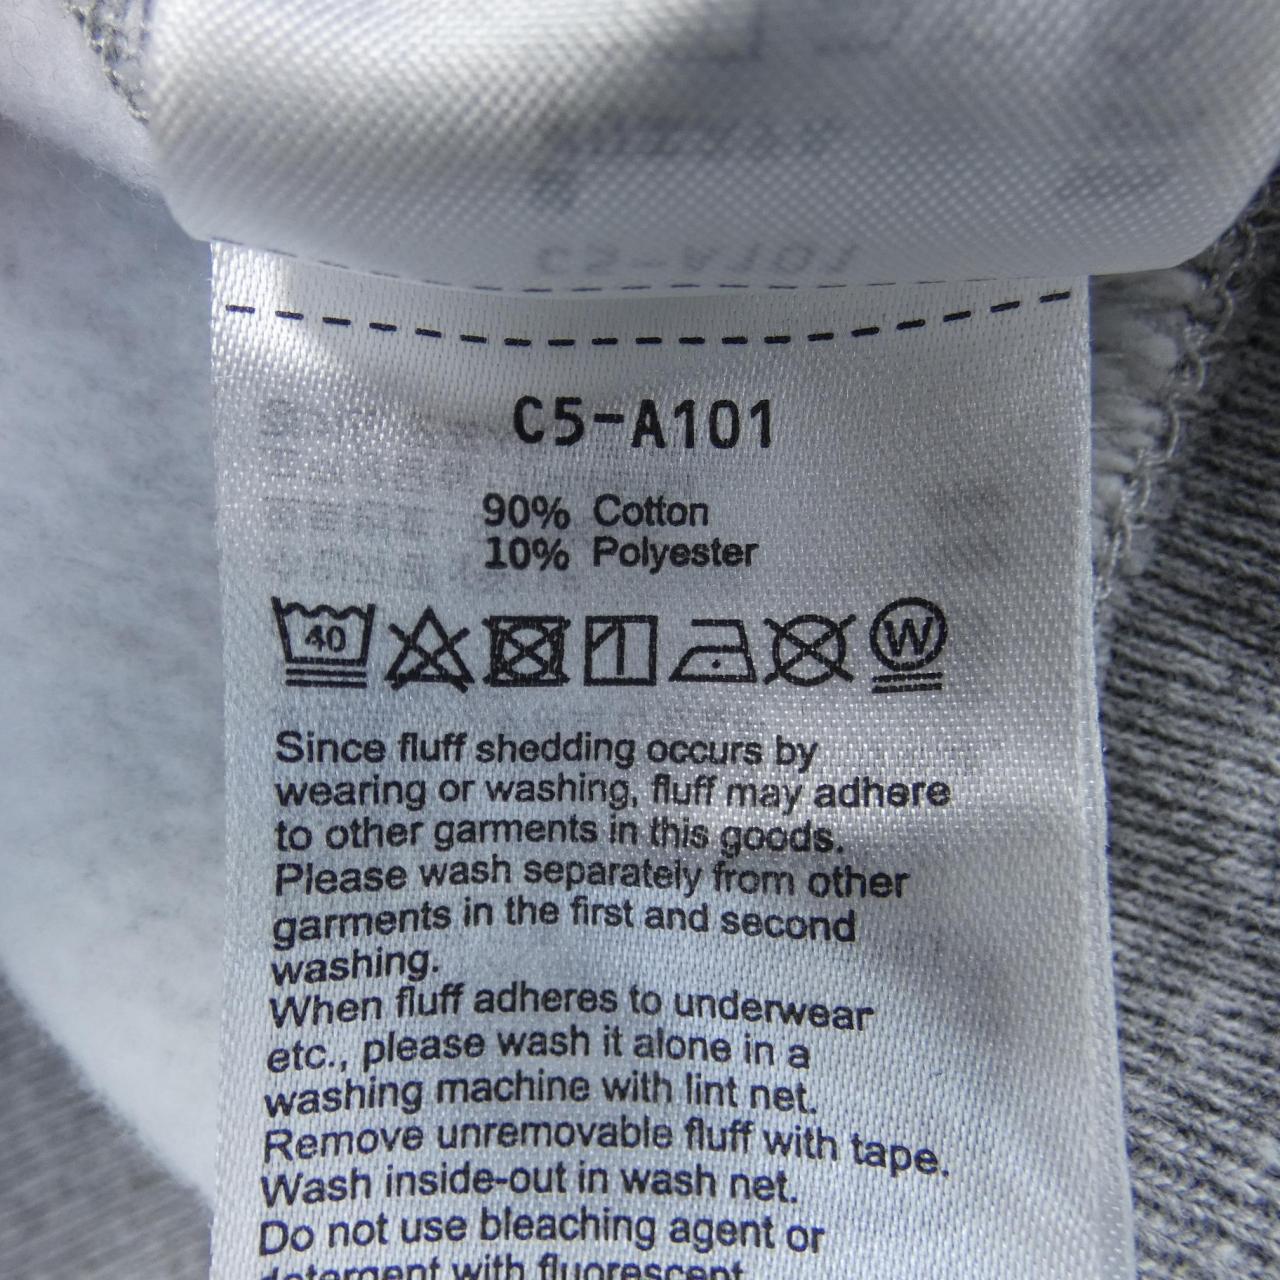 C5-A101
90% Cotton
10% Polyester
40 W
Since fluff shedding occurs by
wearing or washing, fluff may adhere
to other garments in this goods.
Please wash separately from other
garments in the first and second
washing.
When fluff adheres to underwear
etc., please wash it alone in a
washing machine with lint net.
Remove unremovable fluff with tape.
Wash inside-out in wash net.
Do not use bleaching agent or
detergent with fluorescent